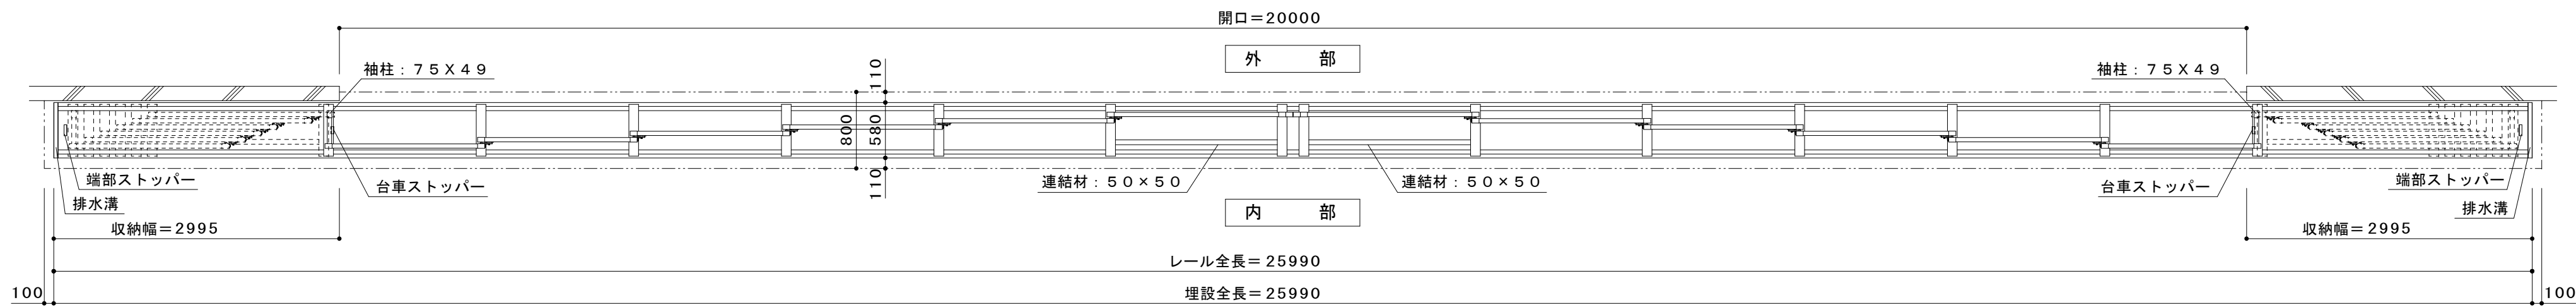 開口＝20000
外　部
袖柱：７５Ｘ４９
袖柱：７５Ｘ４９
110
800
580
110
端部ストッパー
台車ストッパー
連結材：５０×５０
連結材：５０×５０
台車ストッパー
端部ストッパー
排水溝
内　部
排水溝
収納幅＝2995
収納幅＝2995
レール全長＝25990
100
埋設全長＝25990
100